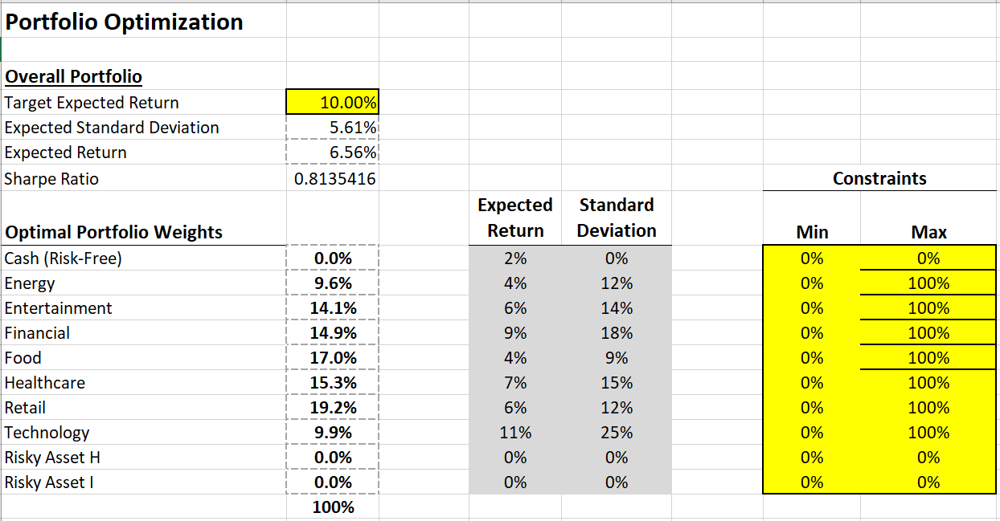 Portfolio Optimization
Overall Portfolio
Target Expected Return 10.00%
Expected Standard Deviation 5.61%
Expected Return 6.56%
Sharpe Ratio 0.8135416 Constraints
Expected Standard
Optimal Portfolio Weights Return Deviation Min Max
Cash (Risk-Free) 0.0% 2% 0% 0% 0%
Energy 9.6% 4% 12% 0% 100%
Entertainment 14.1% 6% 14% 0% 100%
Financial 14.9% 9% 18% 0% 100%
Food 17.0% 4% 9% 0% 100%
Healthcare 15.3% 7% 15% 0% 100%
Retail 19.2% 6% 12% 0% 100%
Technology 9.9% 11% 25% 0% 100%
Risky Asset H 0.0% 0% 0% 0% 0%
Risky Asset I 0.0% 0% 0% 0% 0%
100%